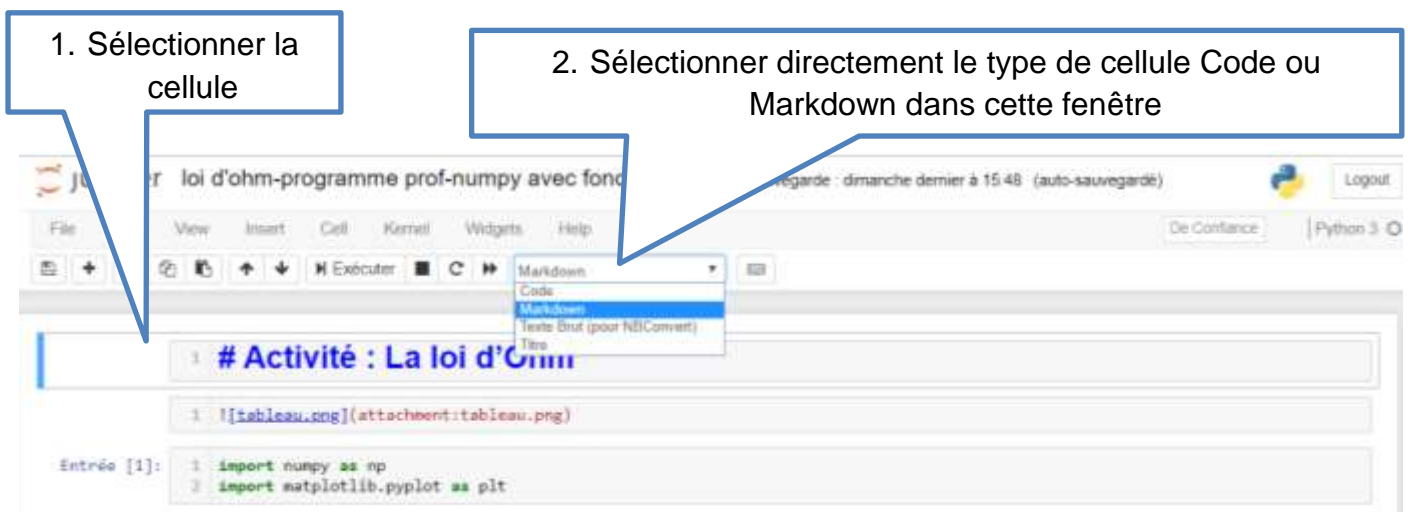 1. Sélectionner la
cellule
2. Sélectionner directement le type de cellule Code ou
Markdown dans cette fenêtre
loi d'ohm-programme prof-numpy avec fonc
dimanche dernier à 15:48 (auto-sauvegardé)
Logout
File View Insert Cell Kernel Widgets Help
De Confiance
Python 3
Exécuter
Markdown
Code
Markdown
Texte Brut (pour NBConvert)
Titre
1 # Activité : La loi d’Ohm
1 ![tableau.png](attachment:tableau.png)
Entrée [1]:
1 import numpy as np
2 import matplotlib.pyplot as plt